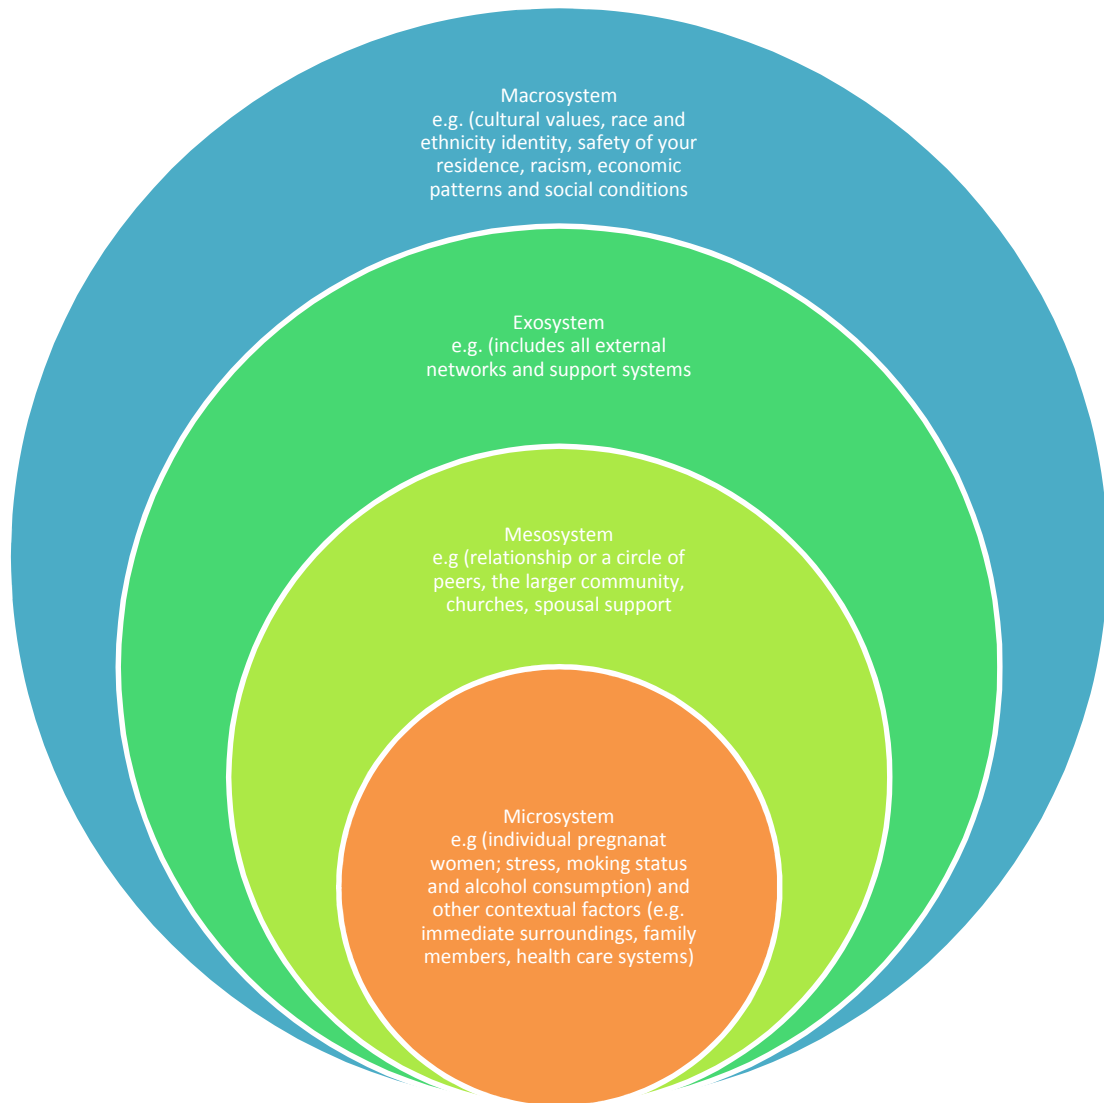 Macrosystem
e.g. (cultural values, race and
ethnicity identity, safety of your
residence, racism, economic
patterns and social conditions
Exosystem
e.g. (includes all external
networks and support systems
Mesosystem
e.g (relationship or a circle of
peers, the larger community,
churches, spousal support
Microsystem
e.g (individual pregnanat
women; stress, moking status
and alcohol consumption) and
other contextual factors (e.g.
immediate surroundings, family
members, health care systems)